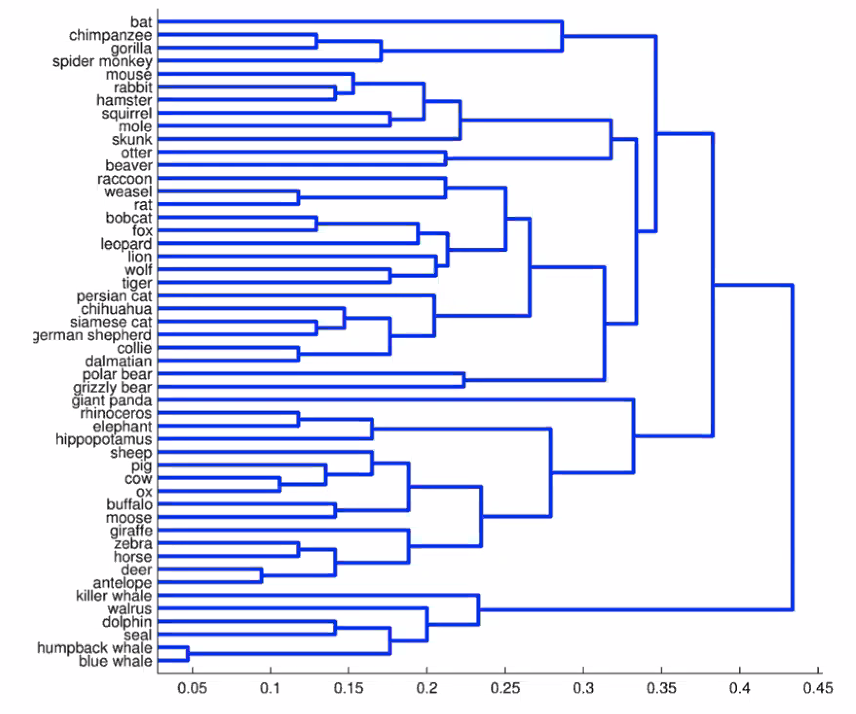 bat
chimpanzee
gorilla
spider monkey
mouse
rabbit
hamster
squirrel
mole
skunk
otter
beaver
raccoon
weasel
rat
bobcat
fox
leopard
lion
wolf
tiger
persian cat
chihuahua
siamese cat
german shepherd
collie
dalmatian
polar bear
grizzly bear
giant panda
rhinoceros
elephant
hippopotamus
sheep
pig
cow
ox
buffalo
moose
giraffe
zebra
horse
deer
antelope
killer whale
walrus
dolphin
seal
humpback whale
blue whale
0.05 0.1 0.15 0.2 0.25 0.3 0.35 0.4 0.45